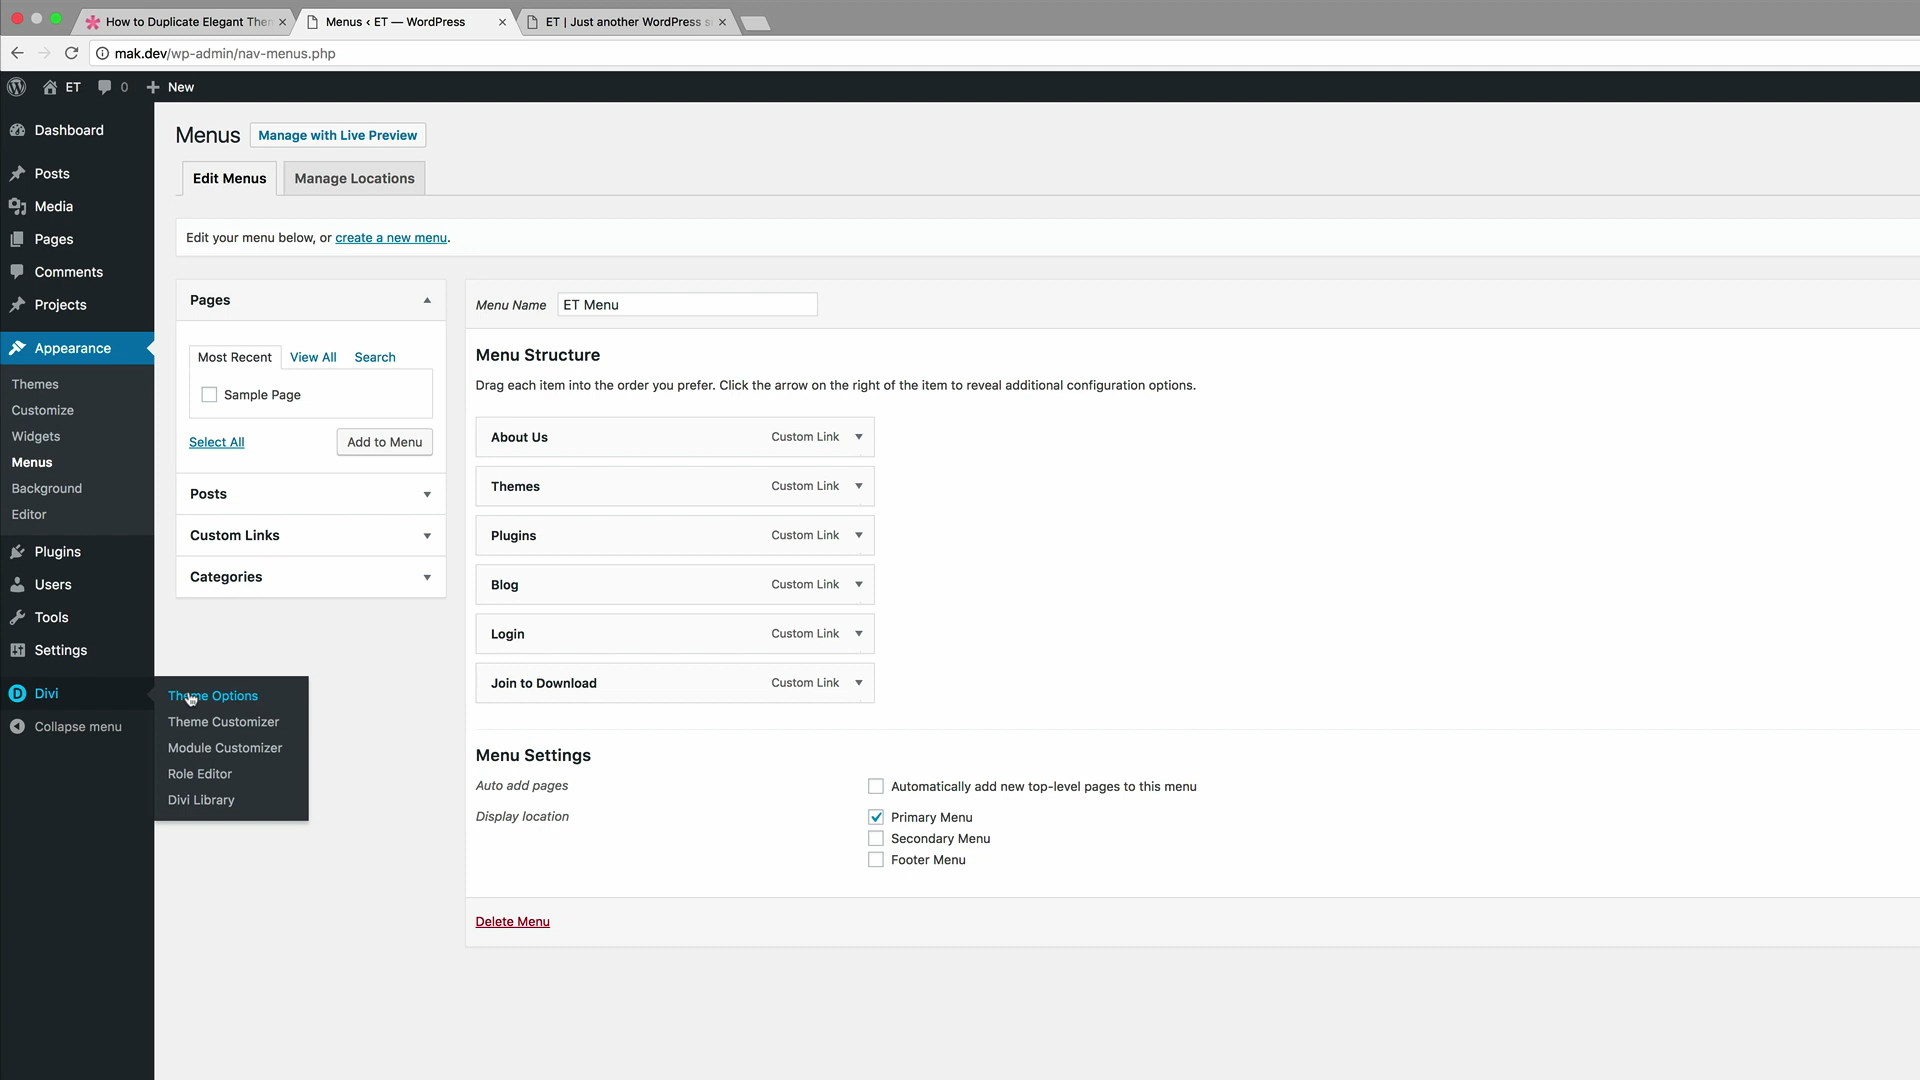 How to Duplicate Elegant Then
Menus ‹ ET — WordPress
ET | Just another WordPress s
mak.dev/wp-admin/nav-menus.php
ET
0
New
Dashboard
Posts
Media
Pages
Comments
Projects
Appearance
Themes
Customize
Widgets
Menus
Background
Editor
Plugins
Users
Tools
Settings
Divi
Collapse menu
Theme Options
Theme Customizer
Module Customizer
Role Editor
Divi Library
Menus
Manage with Live Preview
Edit Menus
Manage Locations
Edit your menu below, or create a new menu.
Pages
Most Recent
View All
Search
Sample Page
Select All
Add to Menu
Posts
Custom Links
Categories
Menu Name
ET Menu
Menu Structure
Drag each item into the order you prefer. Click the arrow on the right of the item to reveal additional configuration options.
About Us Custom Link
Themes Custom Link
Plugins Custom Link
Blog Custom Link
Login Custom Link
Join to Download Custom Link
Menu Settings
Auto add pages
Automatically add new top-level pages to this menu
Display location
Primary Menu
Secondary Menu
Footer Menu
Delete Menu